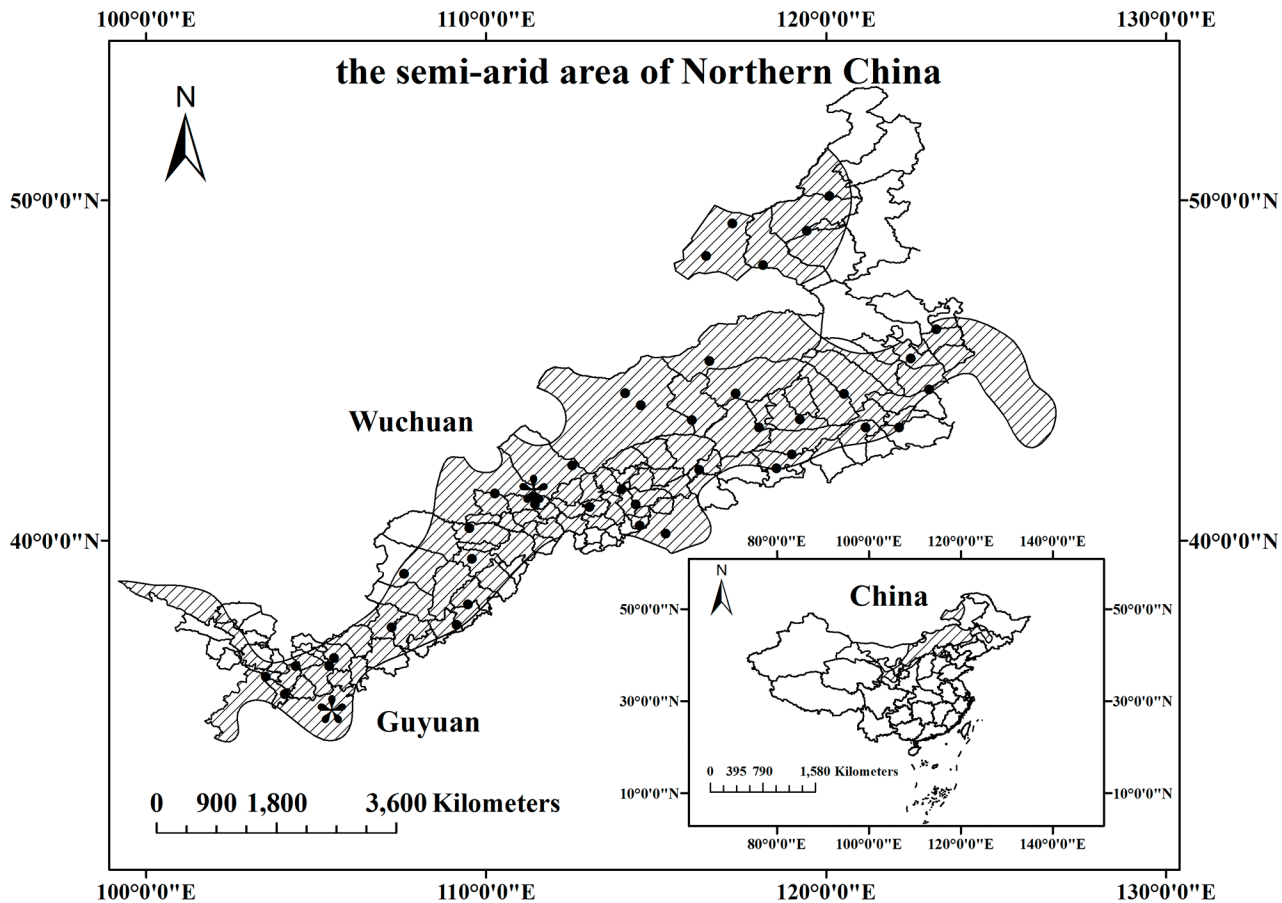 100°0'0"E 110°0'0"E 120°0'0"E 130°0'0"E
the semi-arid area of Northern China
N
50°0'0"N 50°0'0"N
Wuchuan
40°0'0"N 40°0'0"N
80°0'0"E 100°0'0"E 120°0'0"E 140°0'0"E
N
China
50°0'0"N 50°0'0"N
30°0'0"N 30°0'0"N
Guyuan
0 395 790 1,580 Kilometers
10°0'0"N 10°0'0"N
0 900 1,800 3,600 Kilometers
80°0'0"E 100°0'0"E 120°0'0"E 140°0'0"E
100°0'0"E 110°0'0"E 120°0'0"E 130°0'0"E